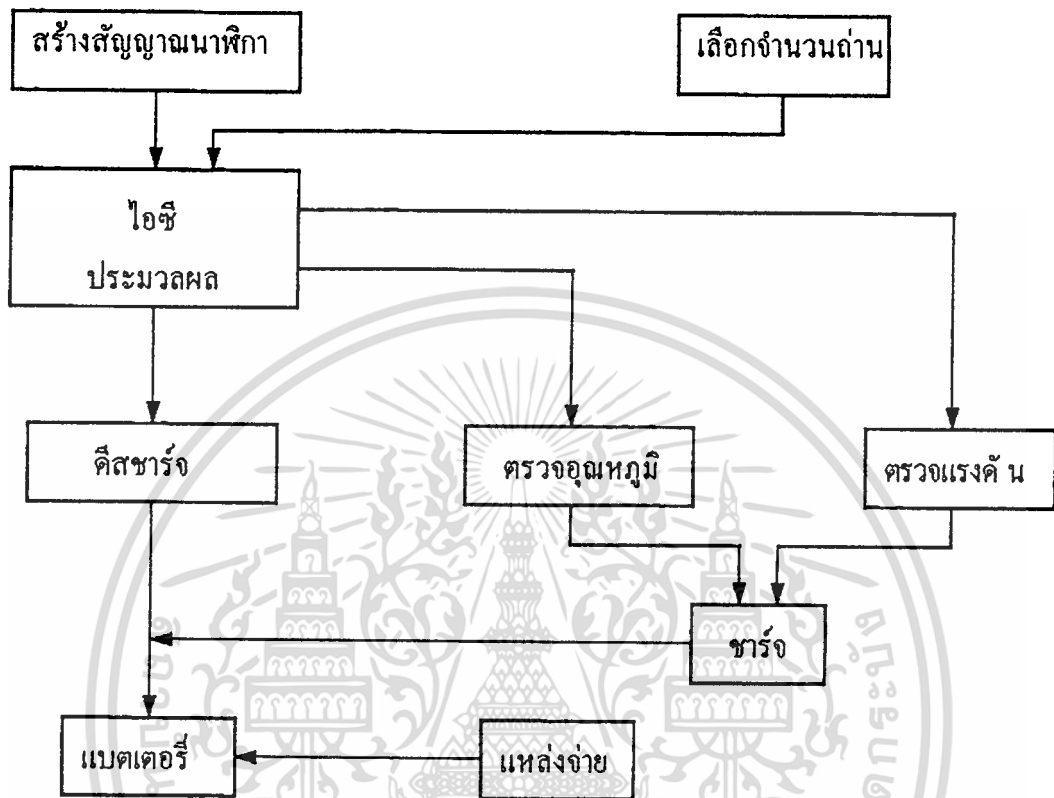 สร้างสัญญาณนาฬิกา
เลือกจำนวนถ่าน
ไอซี
ประมวลผล
ดีสชาร์จ
ตรวจอุณหภูมิ
ตรวจแรงดั น
ชาร์จ
แบตเตอรี่
แหล่งจ่าย